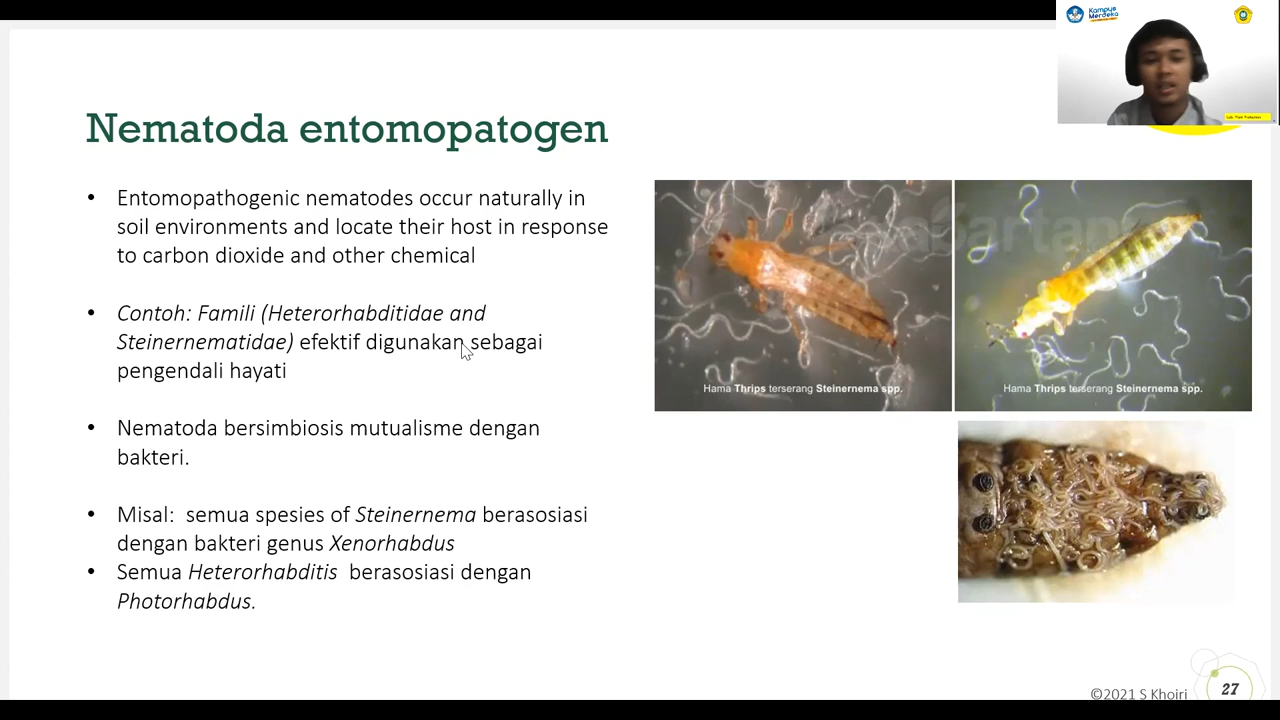 Kampus
Merdeka
Nematoda entomopatogen
• Entomopathogenic nematodes occur naturally in
soil environments and locate their host in response
to carbon dioxide and other chemical
• Contoh: Famili (Heterorhabditidae and
Steinernematidae) efektif digunakan sebagai
pengendali hayati
• Nematoda bersimbiosis mutualisme dengan
bakteri.
• Misal: semua spesies of Steinernema berasosiasi
dengan bakteri genus Xenorhabdus
• Semua Heterorhabditis berasosiasi dengan
Photorhabdus.
Hama Thrips terserang Steinernema spp.
Hama Thrips terserang Steinernema spp.
©2021 S Khoiri
27